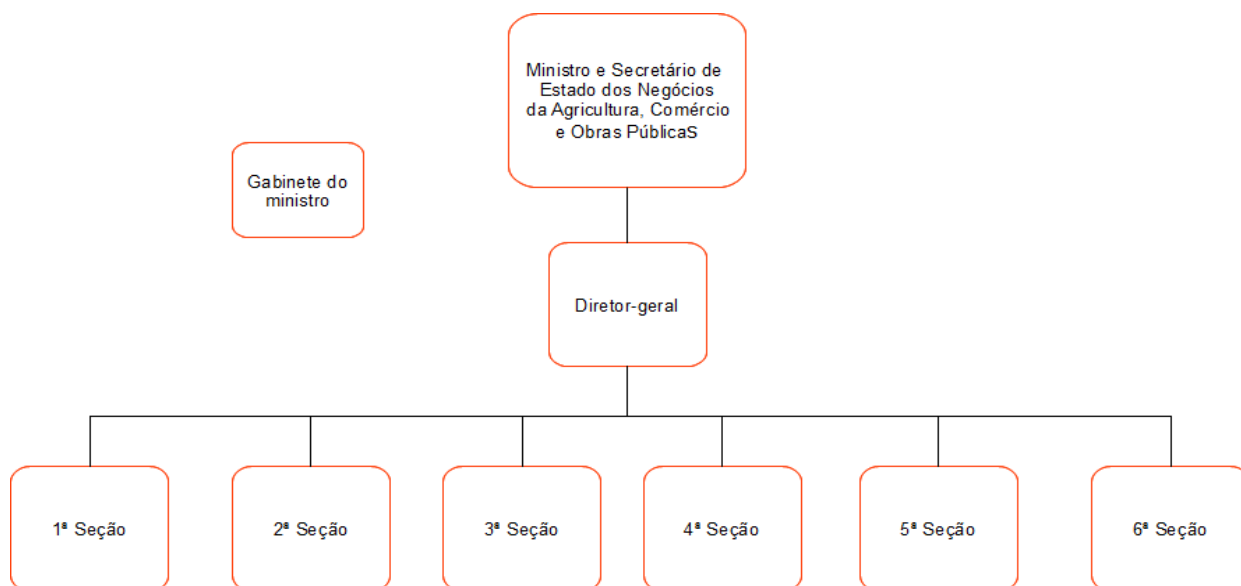 Ministro e Secretário de
Estado dos Negócios
da Agricultura, Comércio
e Obras PúblicaS
Gabinete do
ministro
Diretor-geral
1ª Seção
2ª Seção
3ª Seção
4ª Seção
5ª Seção
6ª Seção